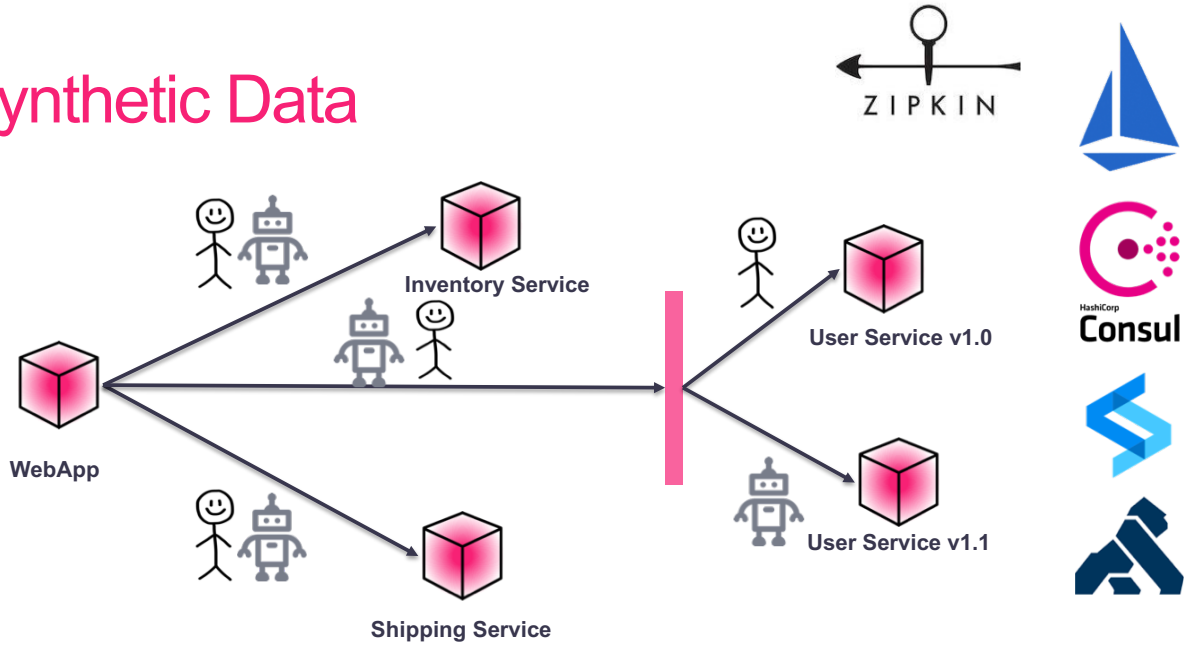 ynthetic Data
ZIPKIN
Inventory Service
HashiCorp
Consul
User Service v1.0
WebApp
User Service v1.1
Shipping Service